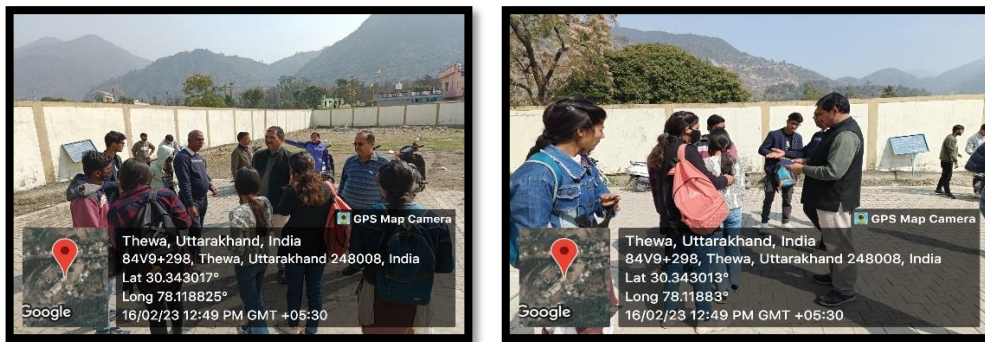 GPS Map Camera
Thewa, Uttarakhand, India
84V9+298, Thewa, Uttarakhand 248008, India
Lat 30.343017°
Long 78.118825°
16/02/23 12:49 PM GMT +05:30
Google
GPS Map Camera
Thewa, Uttarakhand, India
84V9+298, Thewa, Uttarakhand 248008, India
Lat 30.343013°
Long 78.11883°
16/02/23 12:49 PM GMT +05:30
Google